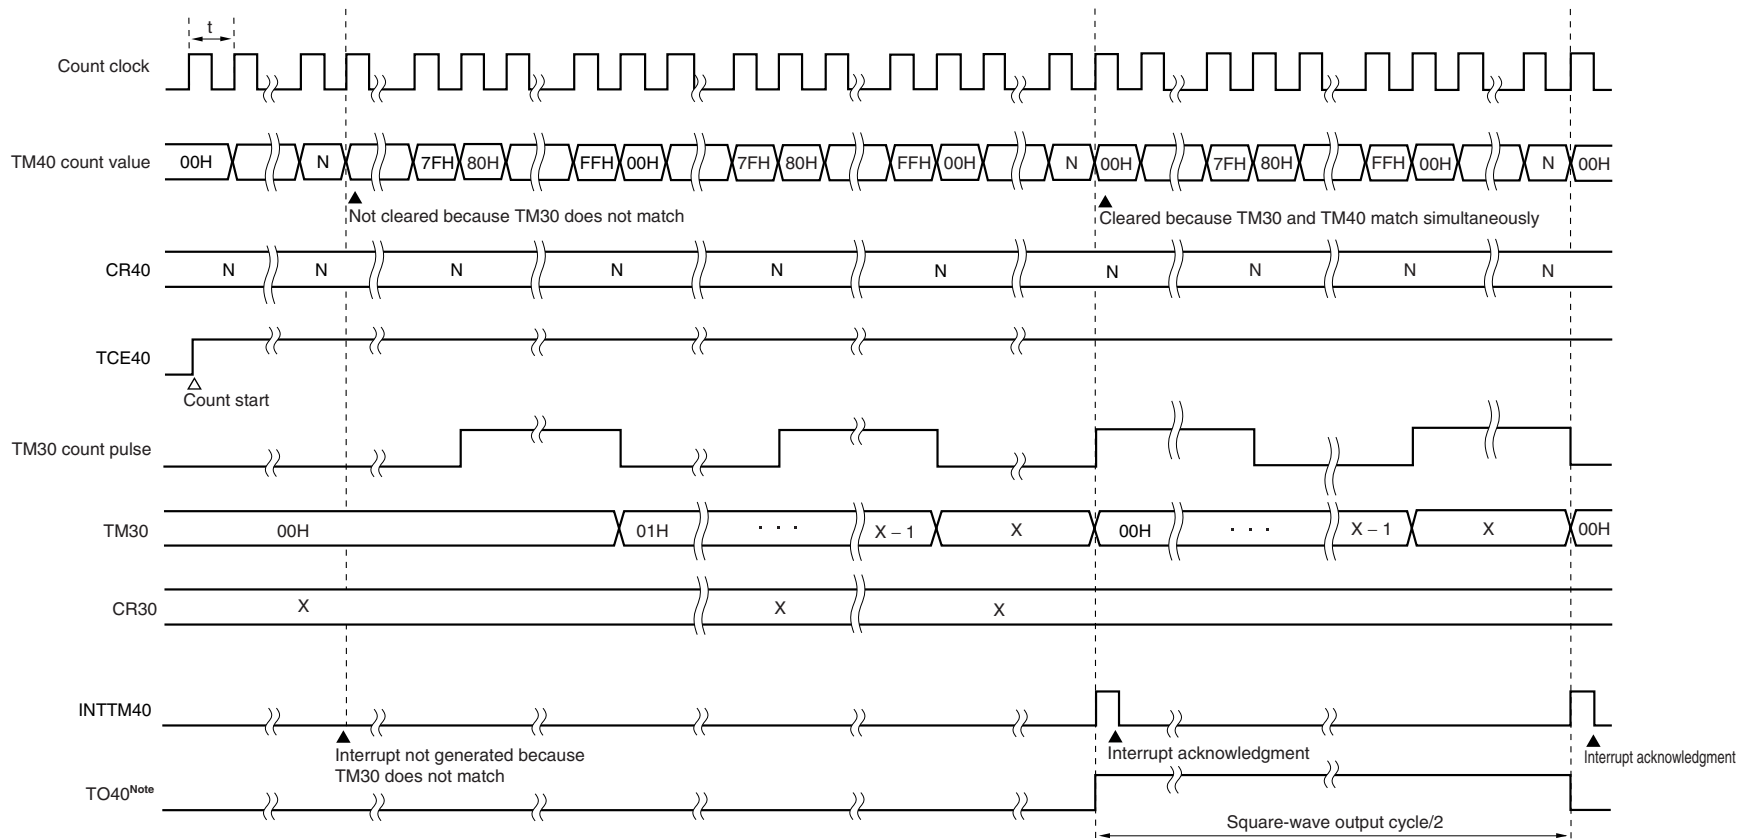 t
Count clock
TM40 count value 00H N 7FH 80H FFH 00H 7FH 80H FFH 00H N 00H 7FH 80H FFH 00H N 00H
Not cleared because TM30 does not match
Cleared because TM30 and TM40 match simultaneously
CR40 N N N N N N N N N N
TCE40
Count start
TM30 count pulse
TM30 00H 01H · · · X – 1 X 00H · · · X – 1 X 00H
CR30 X X X
INTTM40
Interrupt not generated because
TM30 does not match
Interrupt acknowledgment
Interrupt acknowledgment
TO40Note
Square-wave output cycle/2